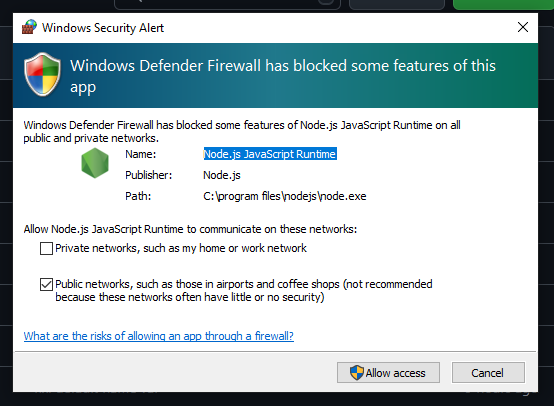 Windows Security Alert
Windows Defender Firewall has blocked some features of this
app
Windows Defender Firewall has blocked some features of Node.js JavaScript Runtime on all
public and private networks.
Name: Node.js JavaScript Runtime
Publisher: Node.js
Path: C:\program files\nodejs\node.exe
Allow Node.js JavaScript Runtime to communicate on these networks:
Private networks, such as my home or work network
Public networks, such as those in airports and coffee shops (not recommended
because these networks often have little or no security)
What are the risks of allowing an app through a firewall?
Allow access Cancel